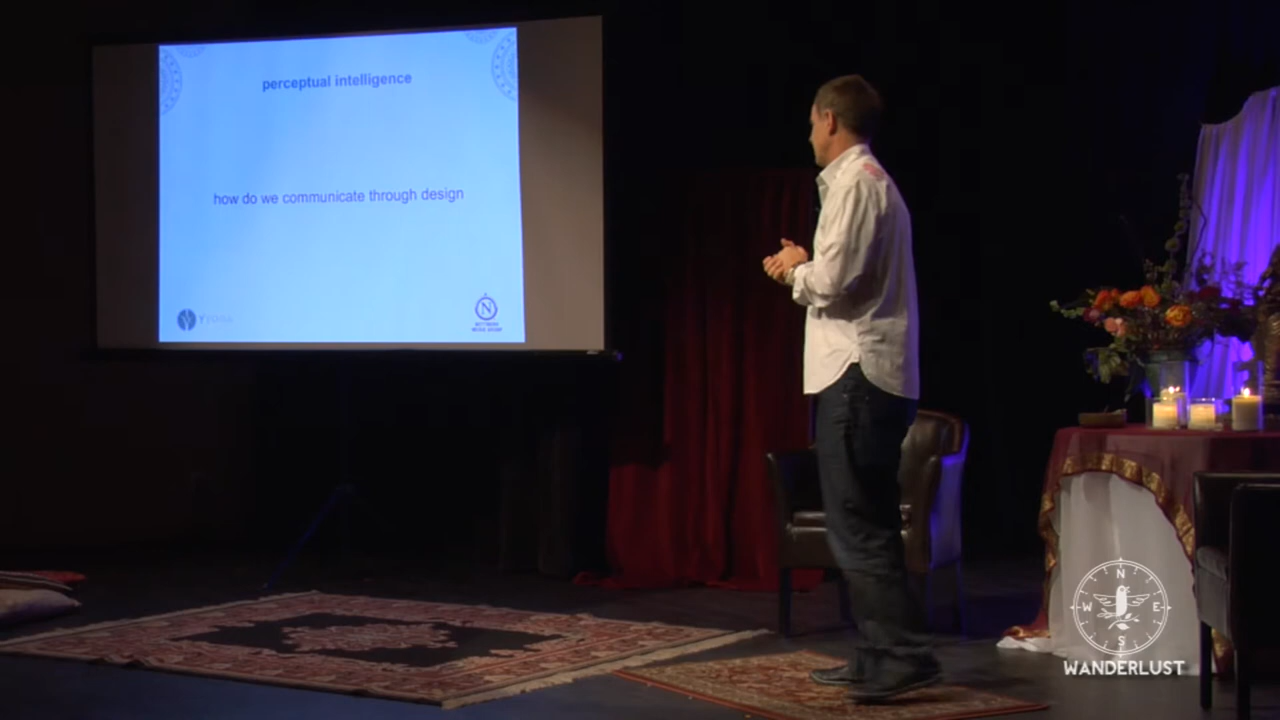 perceptual intelligence
how do we communicate through design
N
N
W E
S
WANDERLUST